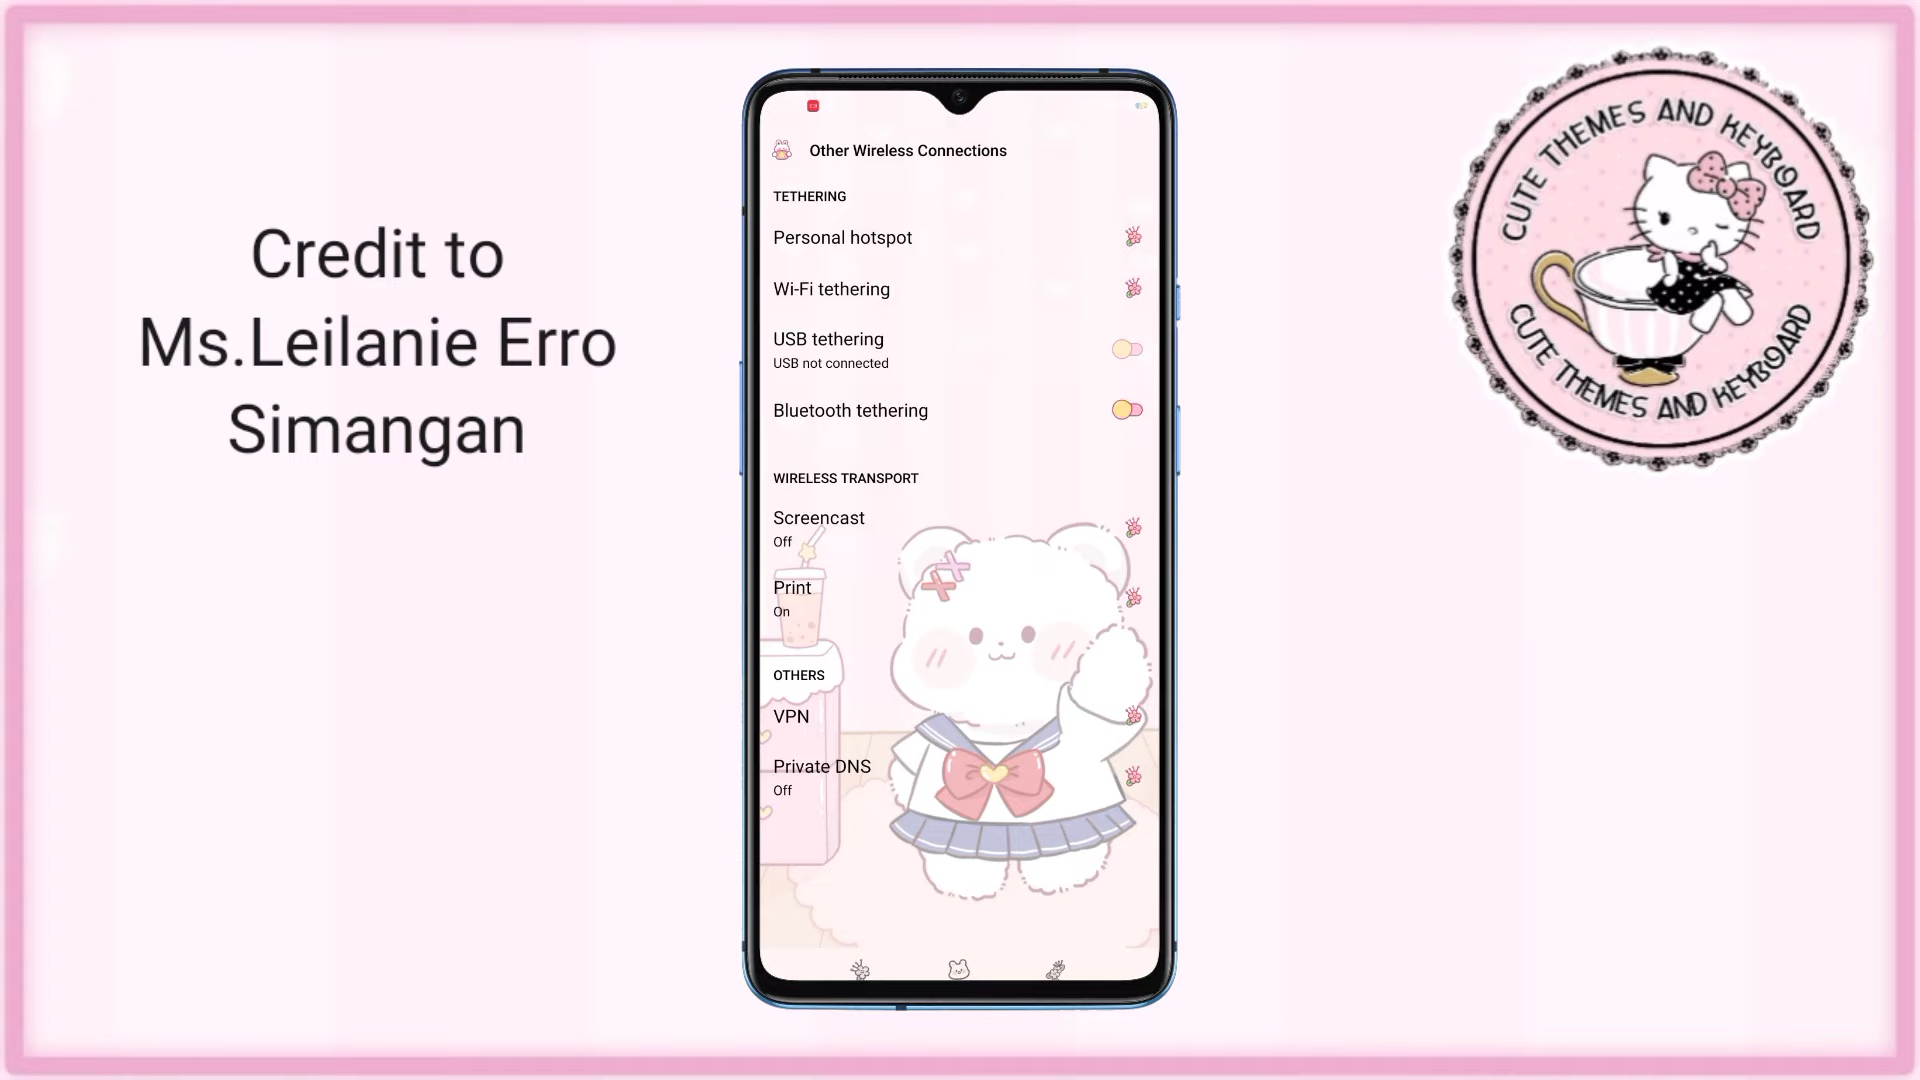 Credit to
Ms.Leilanie Erro
Simangan
Other Wireless Connections
TETHERING
Personal hotspot
Wi-Fi tethering
USB tethering
USB not connected
Bluetooth tethering
WIRELESS TRANSPORT
Screencast
Off
Print
On
OTHERS
VPN
Private DNS
Off
CUTE THEMES AND KEYBOARD
CUTE THEMES AND KEYBOARD